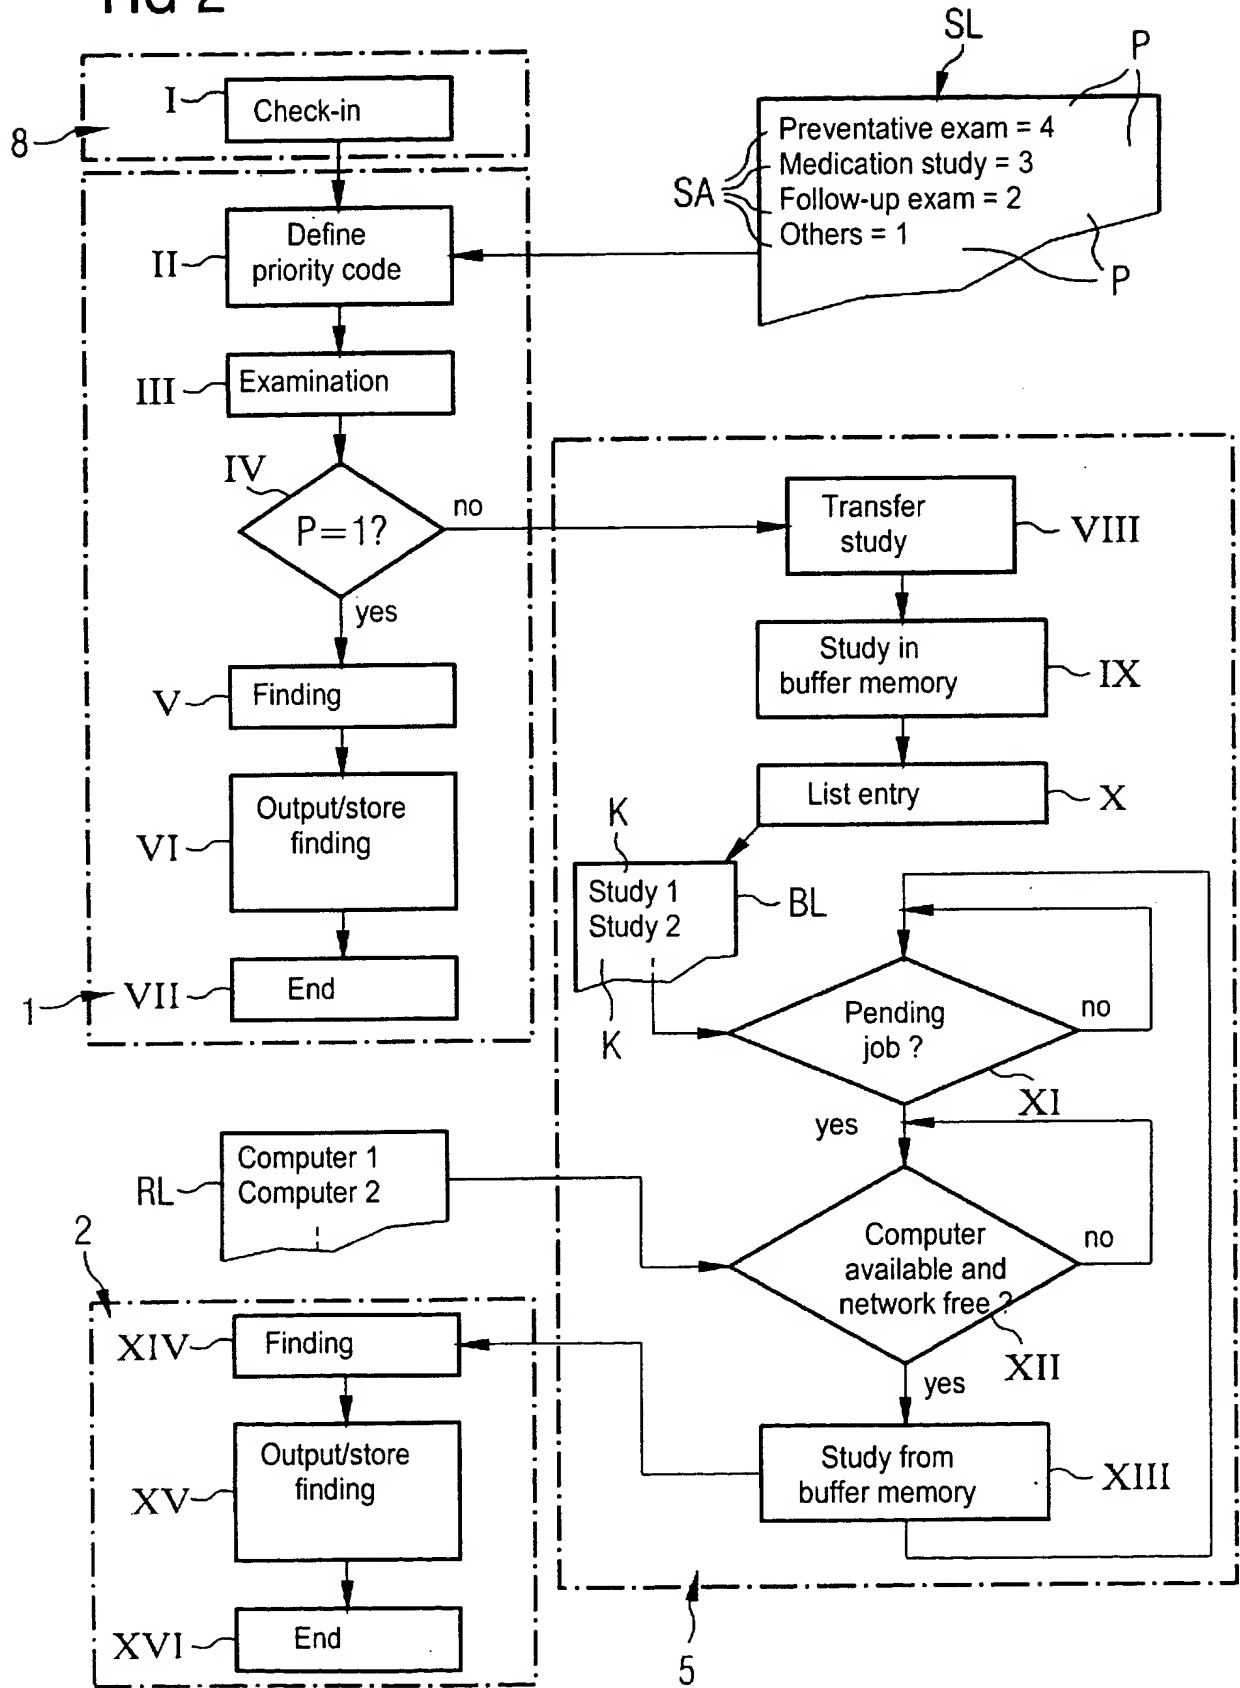 FIG 2
SL
P
I
Check-in
8
Preventative exam = 4
Medication study = 3
SA
Follow-up exam = 2
Others = 1
P
II
Define
priority code
III
Examination
IV
P=1?
no
yes
Transfer
study
VIII
Study in
buffer memory
IX
V
Finding
List entry
X
VI
Output/store
finding
K
Study 1
Study 2
BL
K
VII
End
1
Pending
job ?
no
XI
yes
RL
Computer 1
Computer 2
Computer
available and
network free ?
no
XII
yes
2
XIV
Finding
Study from
buffer memory
XIII
XV
Output/store
finding
XVI
End
5